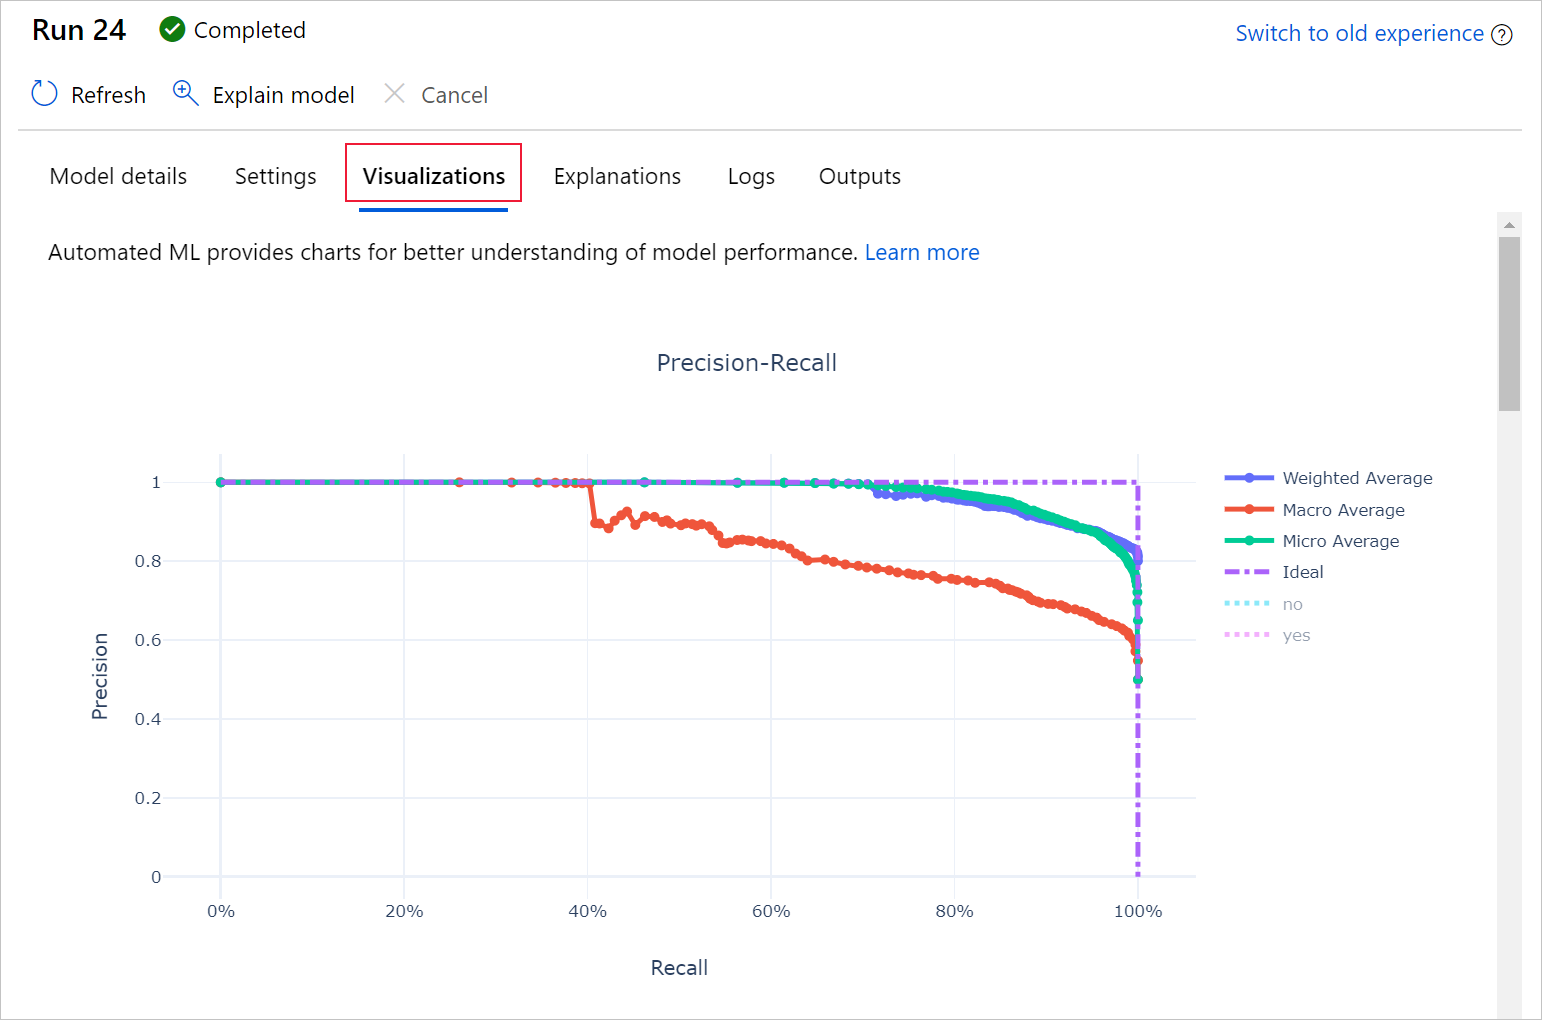 Run 24 Completed
Switch to old experience ?
Refresh Explain model Cancel
Model details Settings Visualizations Explanations Logs Outputs
Automated ML provides charts for better understanding of model performance. Learn more
Precision-Recall
1
0.8
0.6
0.4
0.2
0
Precision
0% 20% 40% 60% 80% 100%
Recall
Weighted Average
Macro Average
Micro Average
Ideal
no
yes